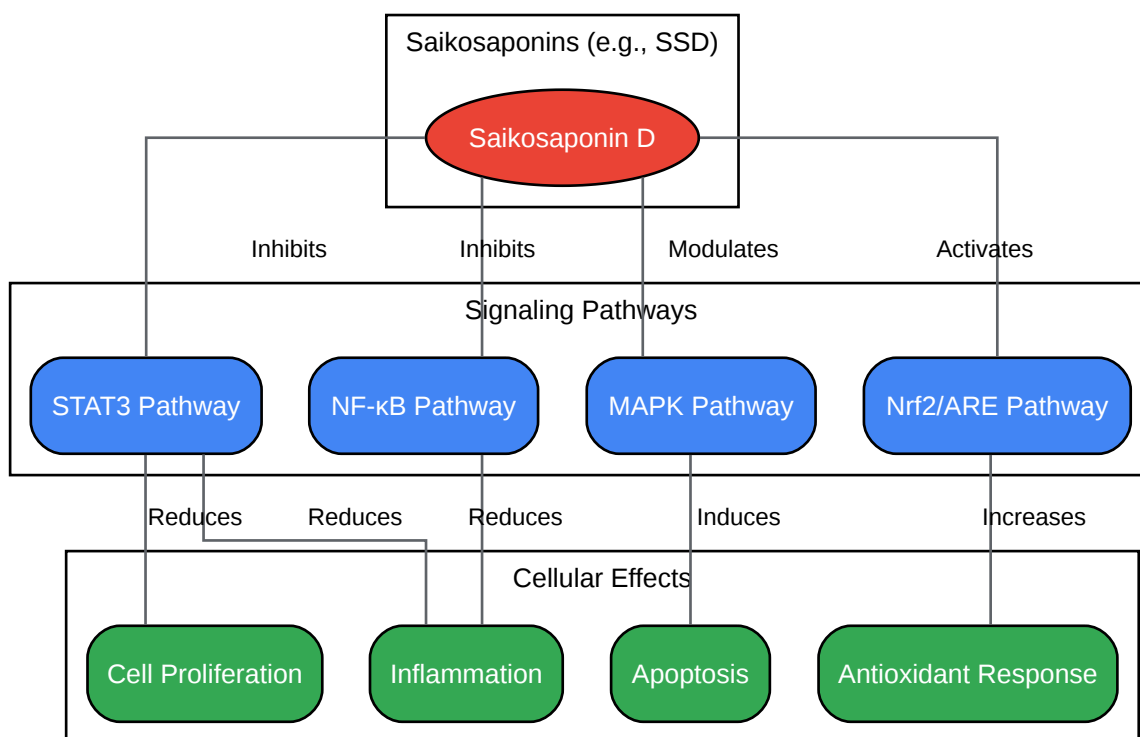 Saikosaponins (e.g., SSD)
Saikosaponin D
Inhibits
Inhibits
Modulates
Activates
Signaling Pathways
STAT3 Pathway
NF-κB Pathway
MAPK Pathway
Nrf2/ARE Pathway
Reduces
Reduces
Reduces
Induces
Increases
Cellular Effects
Cell Proliferation
Inflammation
Apoptosis
Antioxidant Response